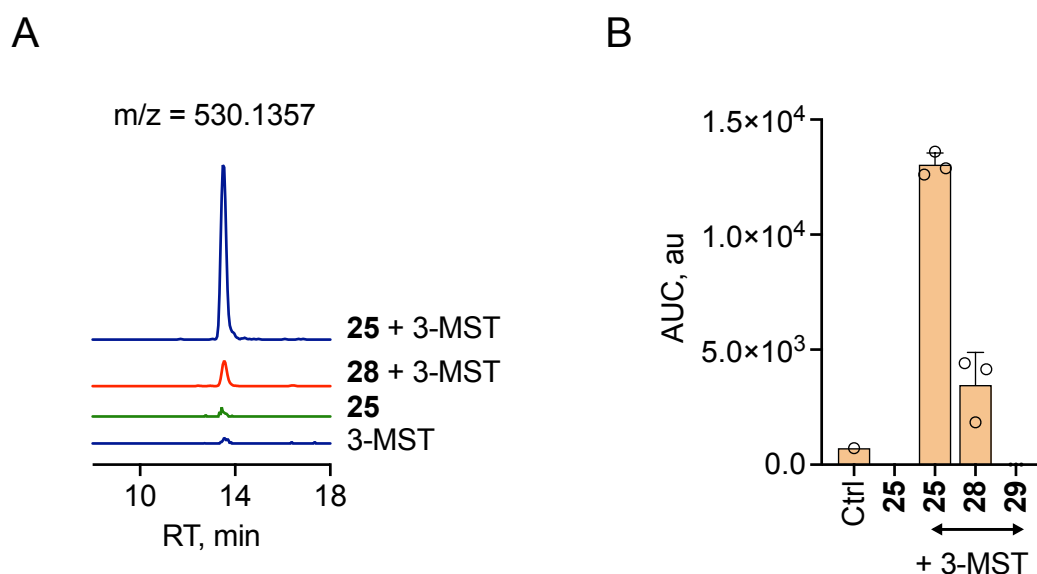 A
m/z = 530.1357
25 + 3-MST
28 + 3-MST
25
3-MST
10 14 18
RT, min
B
1.5×10⁴
1.0×10⁴
5.0×10³
0.0
AUC, au
Ctrl 25 25 28 29
+ 3-MST